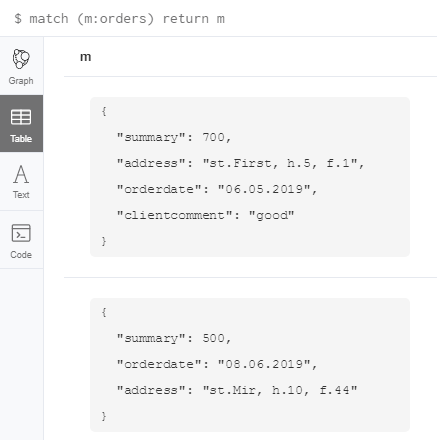 $ match (m:orders) return m
m
Graph
Table
Text
Code
{
"summary": 700,
"address": "st.First, h.5, f.1",
"orderdate": "06.05.2019",
"clientcomment": "good"
}
{
"summary": 500,
"orderdate": "08.06.2019",
"address": "st.Mir, h.10, f.44"
}